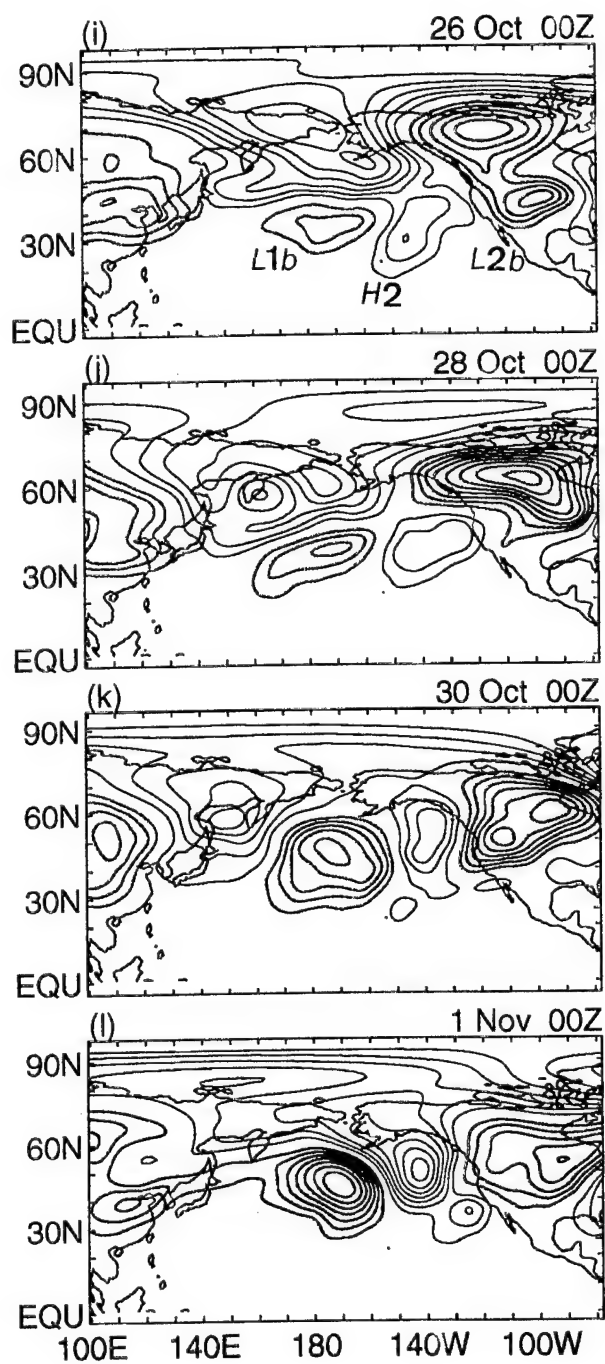 (i) 26 Oct 00Z
90N
60N
30N
EQU
L1b
H2
L2b
(j) 28 Oct 00Z
90N
60N
30N
EQU
(k) 30 Oct 00Z
90N
60N
30N
EQU
(l) 1 Nov 00Z
90N
60N
30N
EQU
100E 140E 180 140W 100W